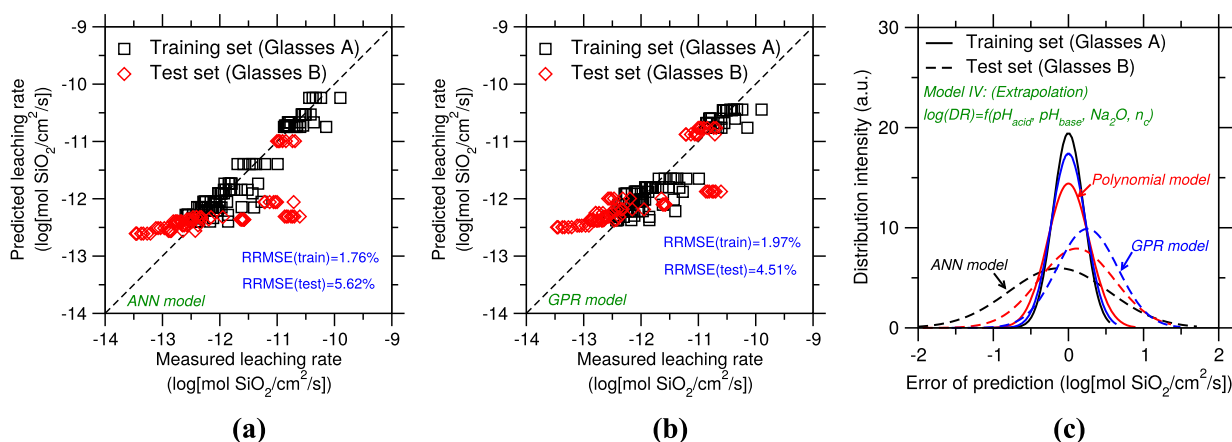 -9
-10
-11
-12
-13
-14
-14 -13 -12 -11 -10 -9
Predicted leaching rate
(log[mol SiO2/cm2/s])
Training set (Glasses A)
Test set (Glasses B)
RRMSE(train)=1.76%
RRMSE(test)=5.62%
ANN model
Measured leaching rate
(log[mol SiO2/cm2/s])
(a)
-9
-10
-11
-12
-13
-14
-14 -13 -12 -11 -10 -9
Predicted leaching rate
(log[mol SiO2/cm2/s])
Training set (Glasses A)
Test set (Glasses B)
RRMSE(train)=1.97%
RRMSE(test)=4.51%
GPR model
Measured leaching rate
(log[mol SiO2/cm2/s])
(b)
30
20
10
0
-2 -1 0 1 2
Distribution intensity (a.u.)
Training set (Glasses A)
Test set (Glasses B)
Model IV: (Extrapolation)
log(DR)=f(pHacid, pHbase, Na2O, nc)
Polynomial model
GPR model
ANN model
Error of prediction (log[mol SiO2/cm2/s])
(c)